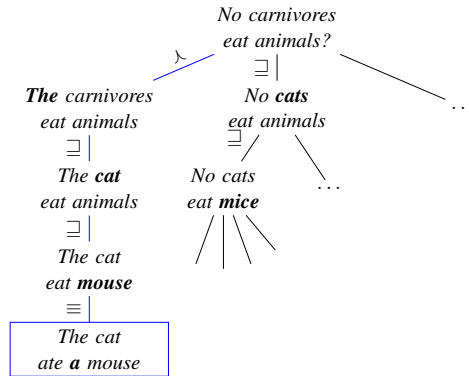 No carnivores
eat animals?
⋏
⊒
The carnivores
eat animals
No cats
eat animals
. .
⊒
⊒
The cat
eat animals
No cats
eat mice
. . .
⊒
The cat
eat mouse
≡
The cat
ate a mouse